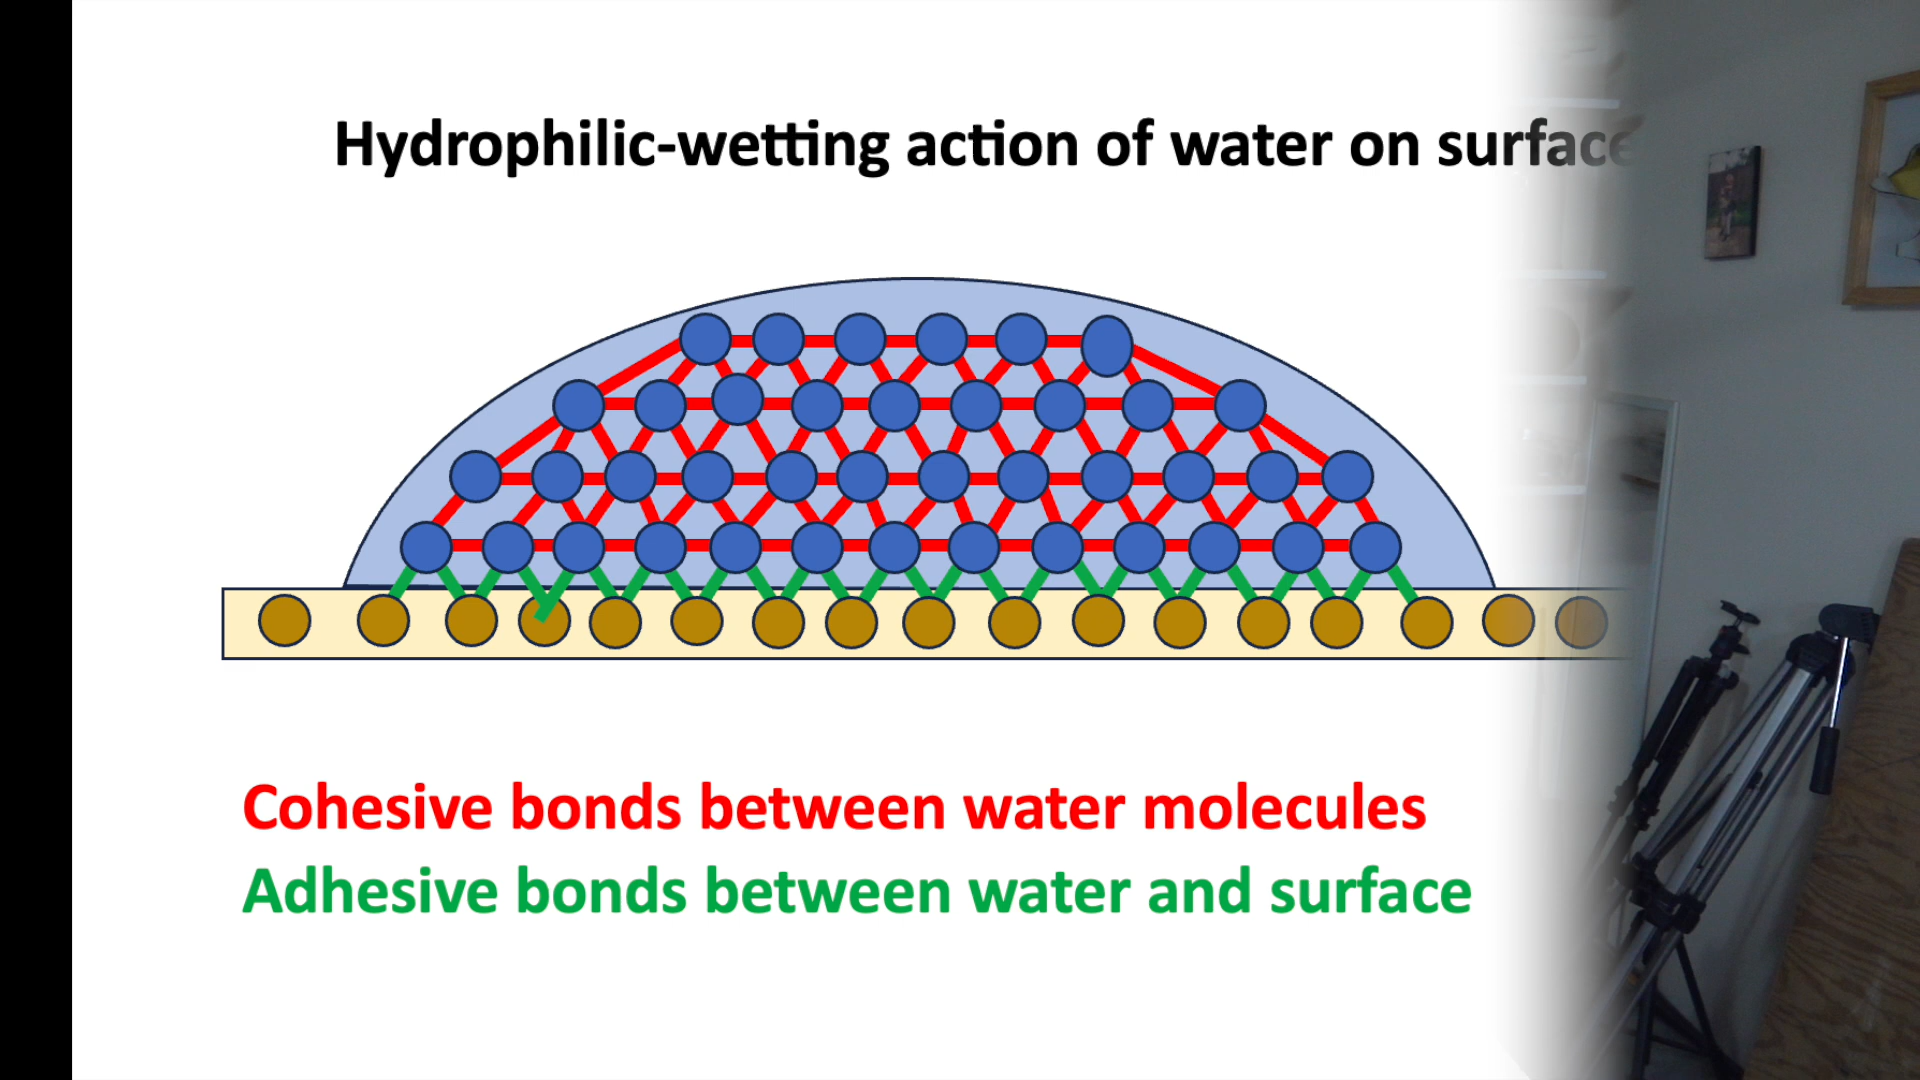 Hydrophilic-wetting action of water on surface
Cohesive bonds between water molecules
Adhesive bonds between water and surface